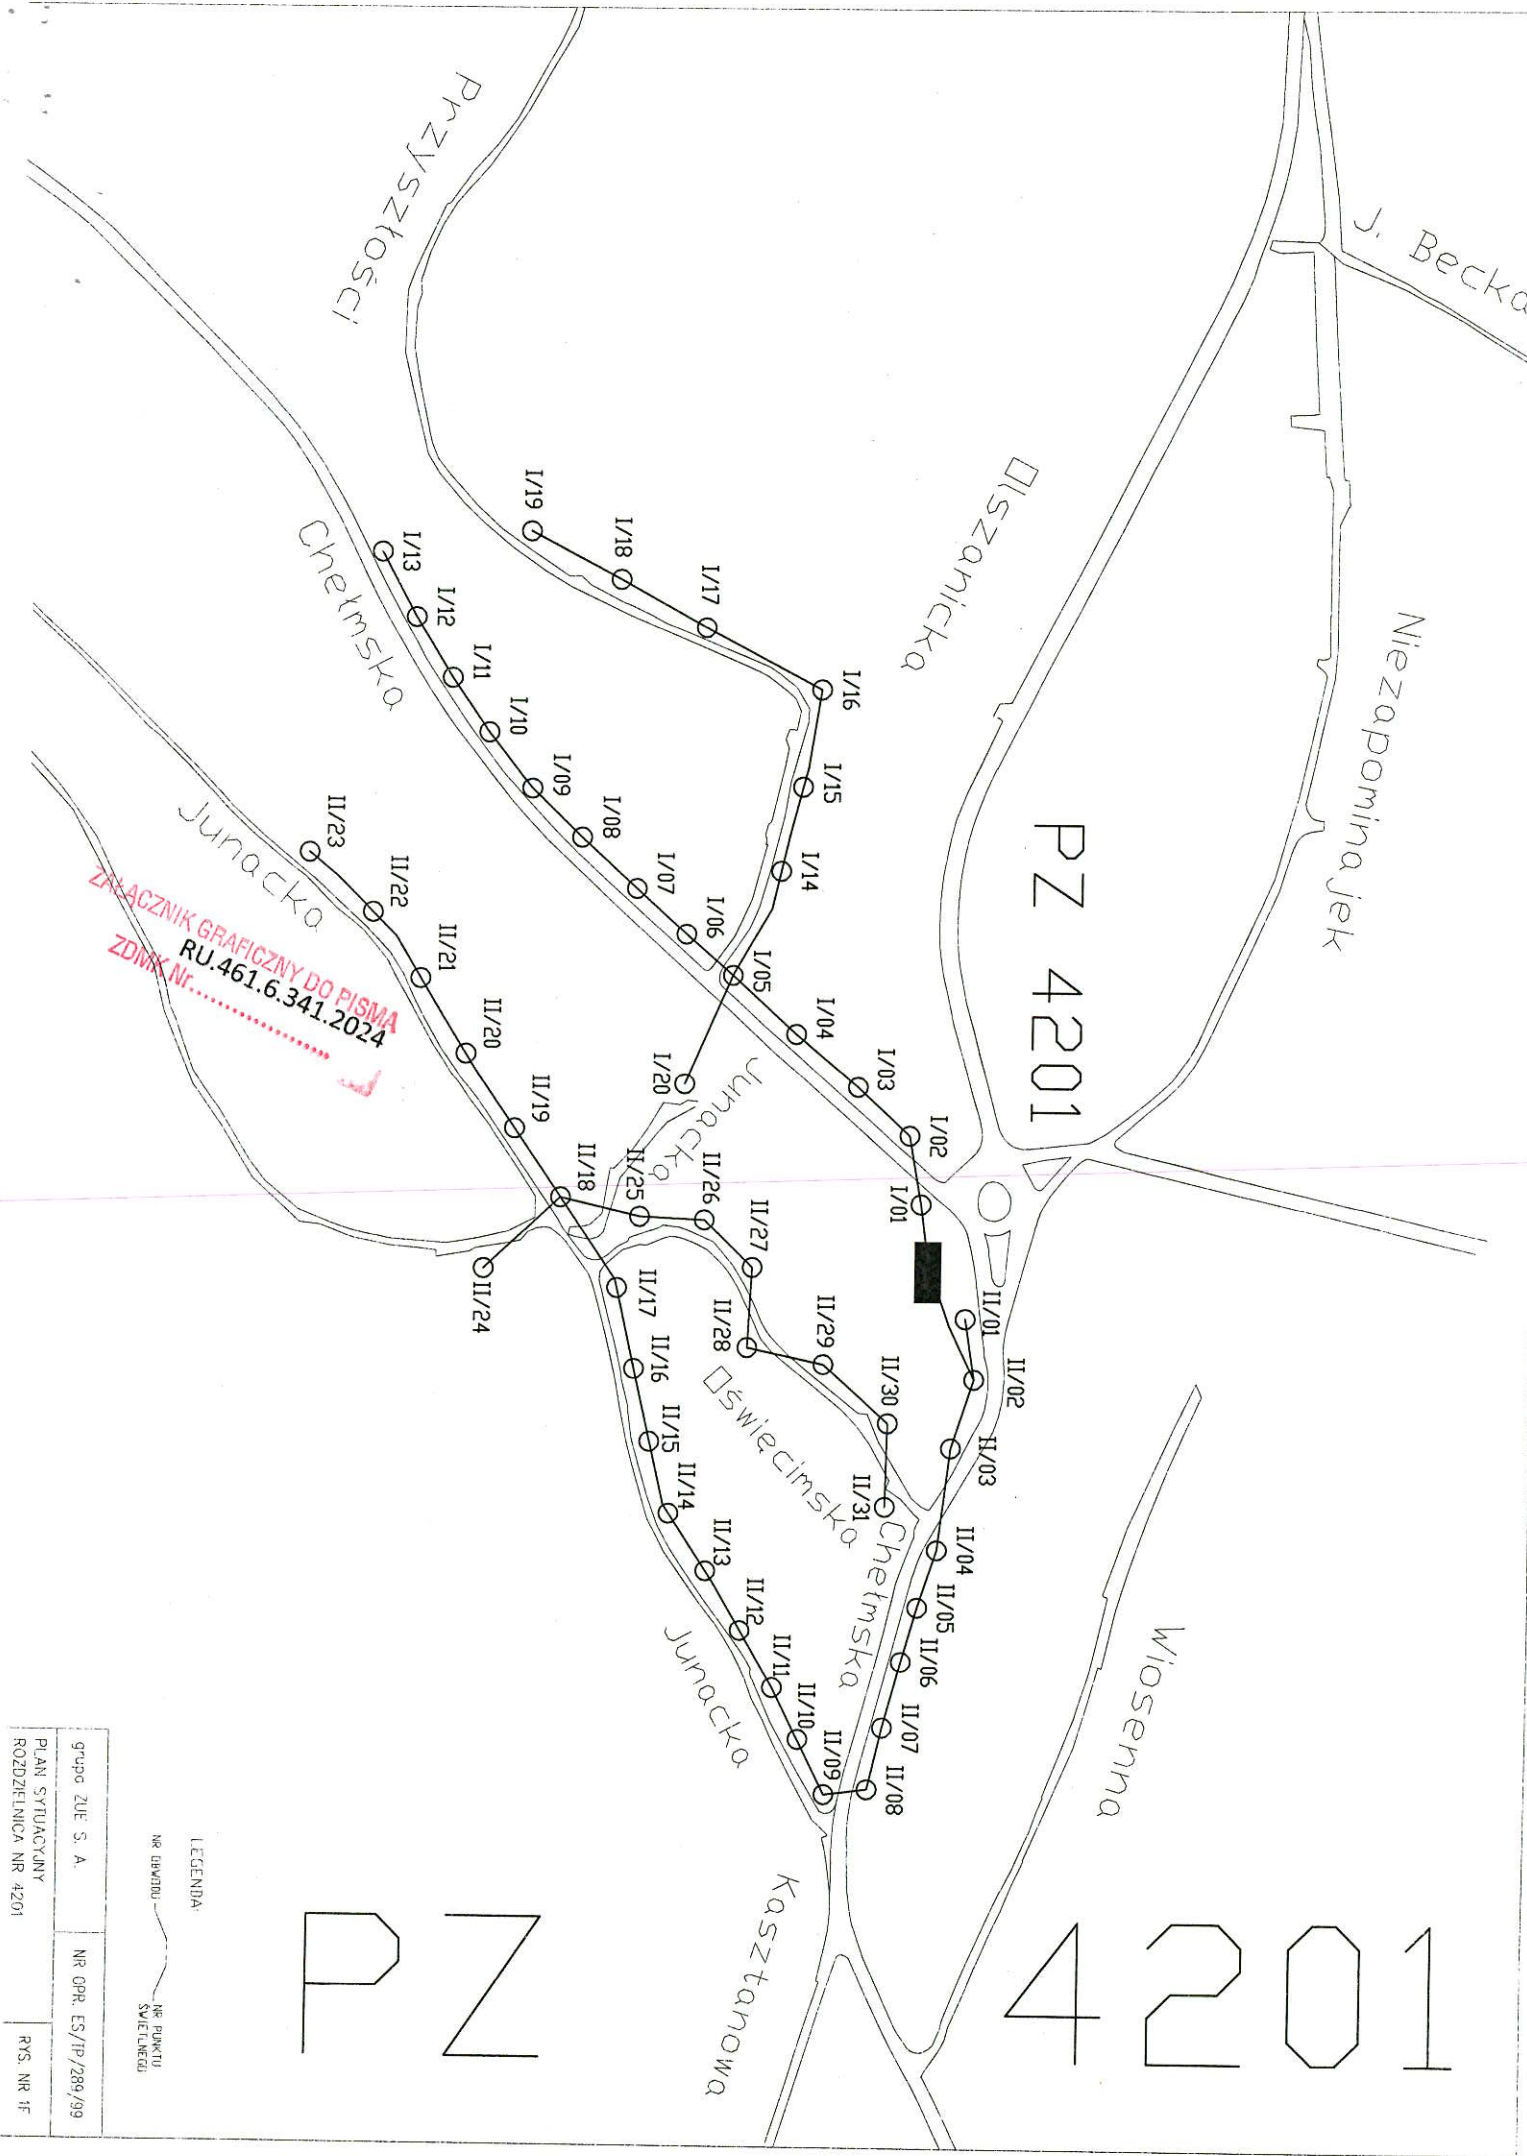 J. Becka
Niezapominajek
Wiosenna
Olszanicka
PZ 4201
Przyszłości
Chełmska
Junacka
Junacka
Oświęcimska
Chełmska
Junacka
Kasztanowa
I/01
I/02
I/03
I/04
I/05
I/06
I/07
I/08
I/09
I/10
I/11
I/12
I/13
I/14
I/15
I/16
I/17
I/18
I/19
I/20
II/01
II/02
II/03
II/04
II/05
II/06
II/07
II/08
II/09
II/10
II/11
II/12
II/13
II/14
II/15
II/16
II/17
II/18
II/19
II/20
II/21
II/22
II/23
II/24
II/25
II/26
II/27
II/28
II/29
II/30
II/31
ZAŁĄCZNIK GRAFICZNY DO PISMA
RU.461.6.341.2024
ZDMK Nr....................
PZ 4201
LEGENDA:
NR OBWODU
NR PUNKTU
ŚWIETLNEGO
grupa ZUE S. A.
NR OPR. ES/TP/289/99
PLAN SYTUACYJNY
ROZDZIELNICA NR 4201
RYS. NR 1F